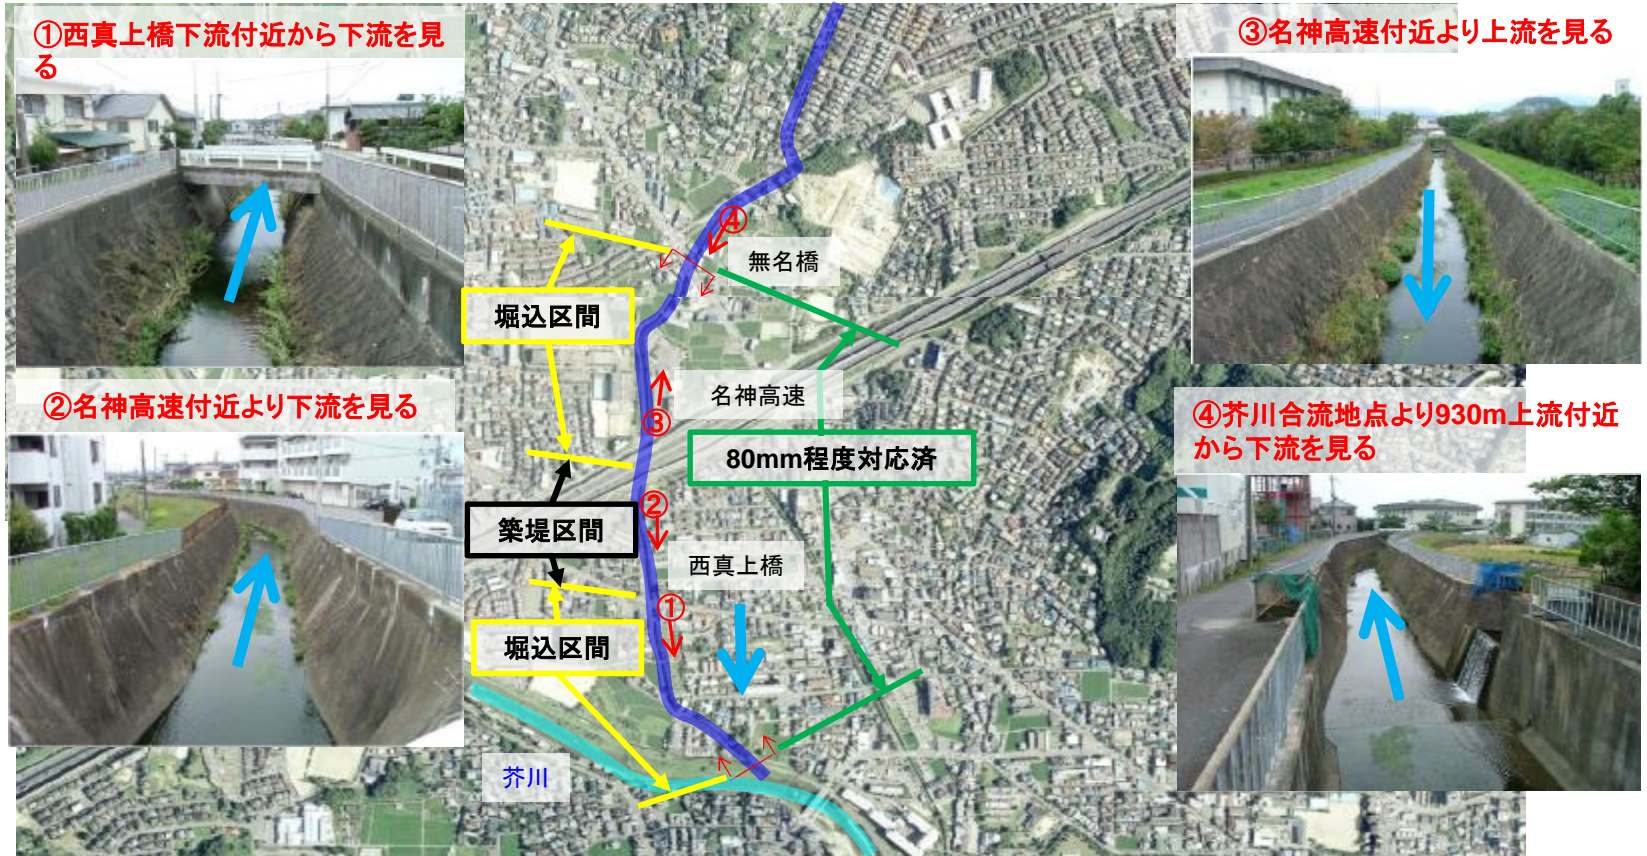 ①西真上橋下流付近から下流を見
る
③名神高速付近より上流を見る
④
無名橋
堀込区間
名神高速
③
②名神高速付近より下流を見る
④芥川合流地点より930m上流付近
から下流を見る
80mm程度対応済
②
築堤区間
西真上橋
①
堀込区間
芥川